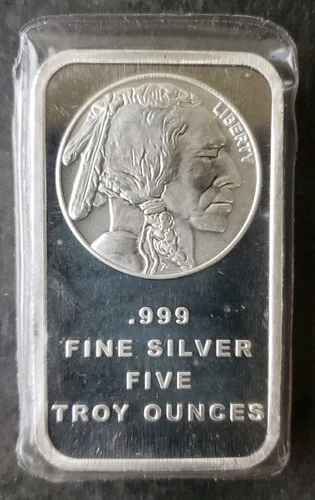 LIBERTY
.999
FINE SILVER
FIVE
TROY OUNCES